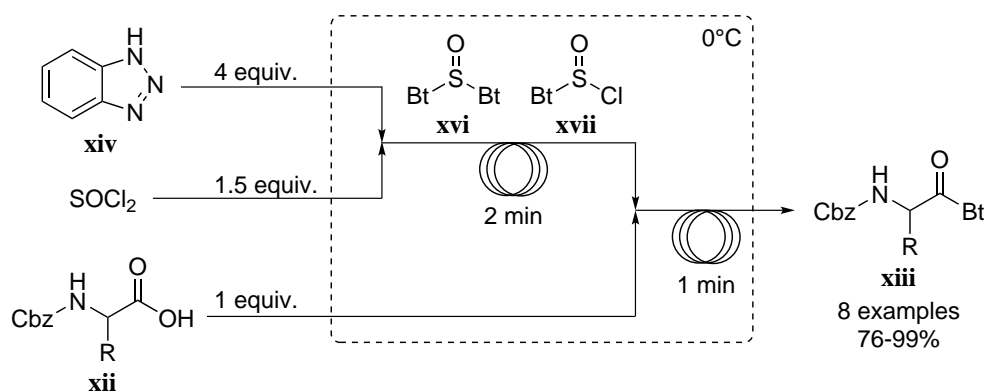 0°C
H
N
N
N
xiv
4 equiv.
O
S
Bt Bt
xvi
O
S
Bt Cl
xvii
SOCl2
1.5 equiv.
2 min
H
N
Cbz
O
OH
R
xii
1 equiv.
1 min
H
N
Cbz
O
Bt
R
xiii
8 examples
76-99%